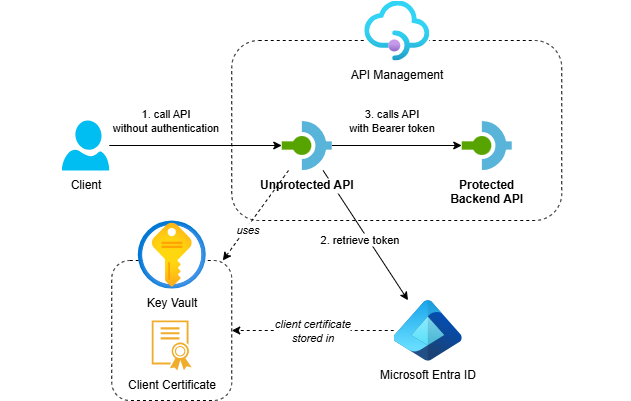 API Management
1. call API
without authentication
3. calls API
with Bearer token
Client
Unprotected API
Protected
Backend API
uses
2. retrieve token
Key Vault
client certificate
stored in
Client Certificate
Microsoft Entra ID